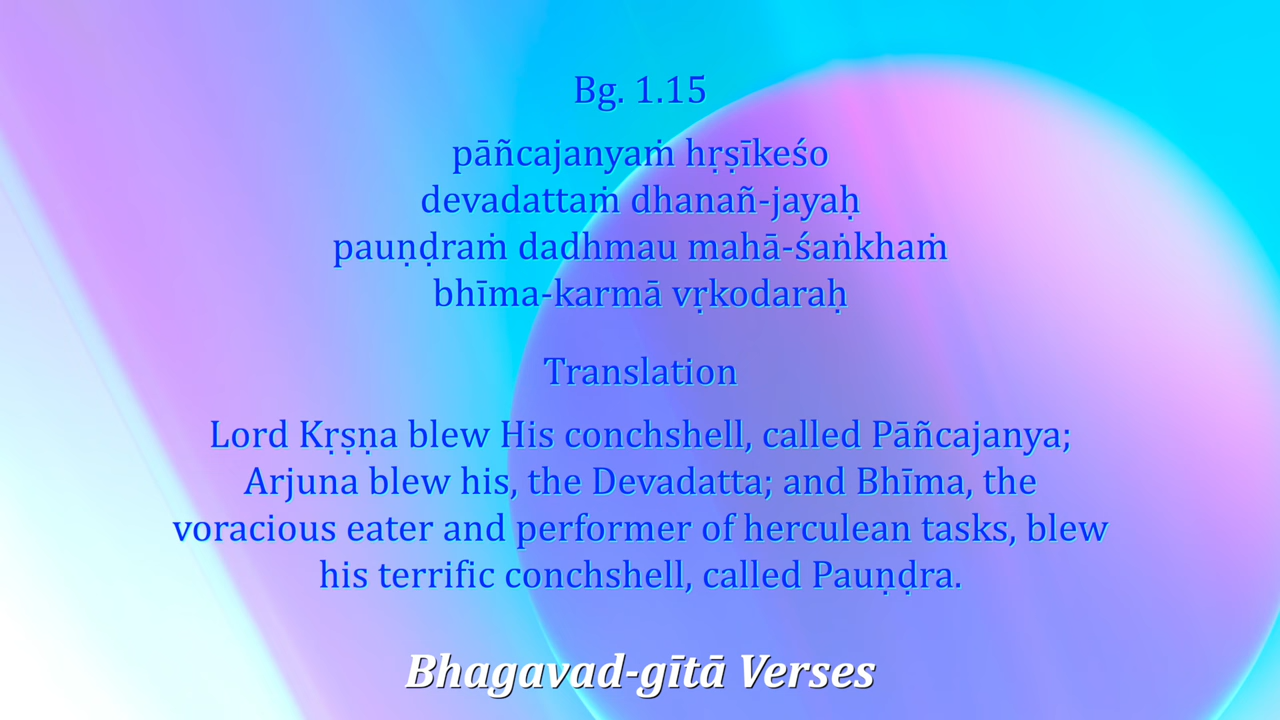 Bg. 1.15
pāñcajanyaṁ hṛṣīkeśo
devadattaṁ dhanañ-jayaḥ
pauṇḍraṁ dadhmau mahā-śaṅkhaṁ
bhīma-karmā vṛkodaraḥ
Translation
Lord Kṛṣṇa blew His conchshell, called Pāñcajanya;
Arjuna blew his, the Devadatta; and Bhīma, the
voracious eater and performer of herculean tasks, blew
his terrific conchshell, called Pauṇḍra.
Bhagavad-gītā Verses